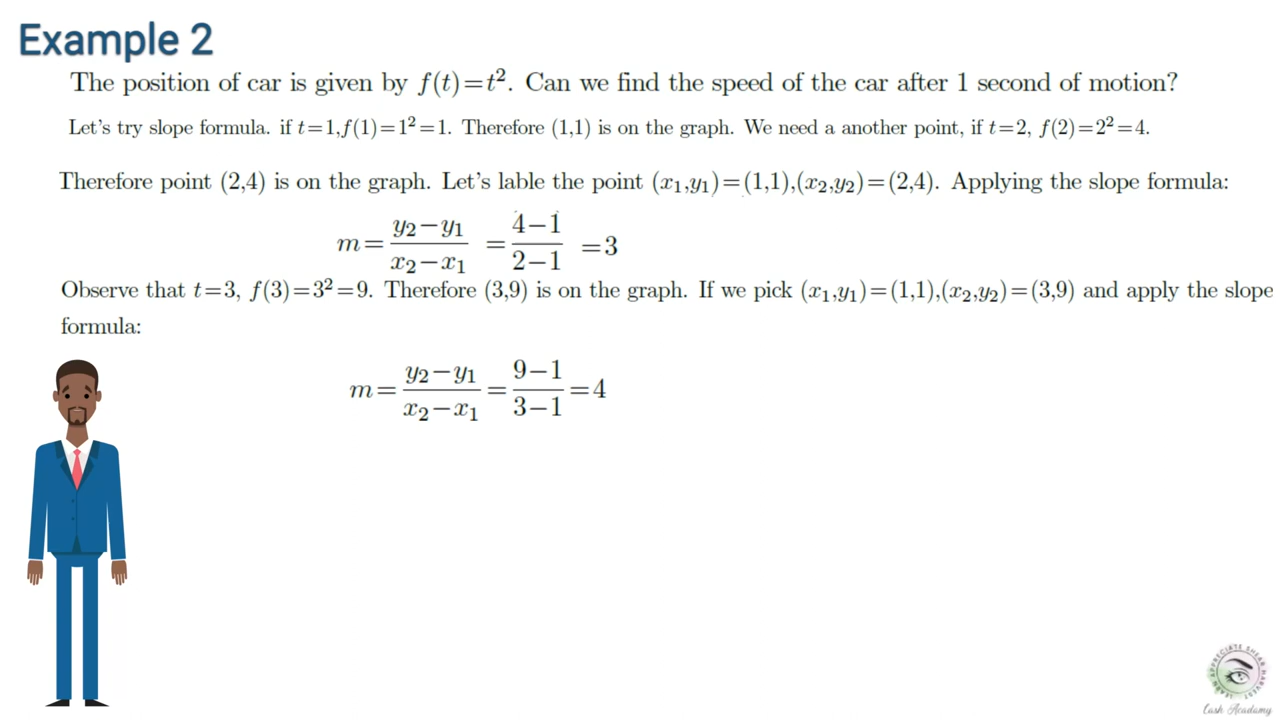 Example 2
The position of car is given by f(t)=t². Can we find the speed of the car after 1 second of motion?
Let's try slope formula. if t=1,f(1)=1²=1. Therefore (1,1) is on the graph. We need a another point, if t=2, f(2)=2²=4.
Therefore point (2,4) is on the graph. Let's lable the point (x₁,y₁)=(1,1),(x₂,y₂)=(2,4). Applying the slope formula:
m = (y₂−y₁)/(x₂−x₁) = (4−1)/(2−1) = 3
Observe that t=3, f(3)=3²=9. Therefore (3,9) is on the graph. If we pick (x₁,y₁)=(1,1),(x₂,y₂)=(3,9) and apply the slope
formula:
m = (y₂−y₁)/(x₂−x₁) = (9−1)/(3−1) = 4
LEARN APPRECIATE SHEAR HARVEST
Cash Academy